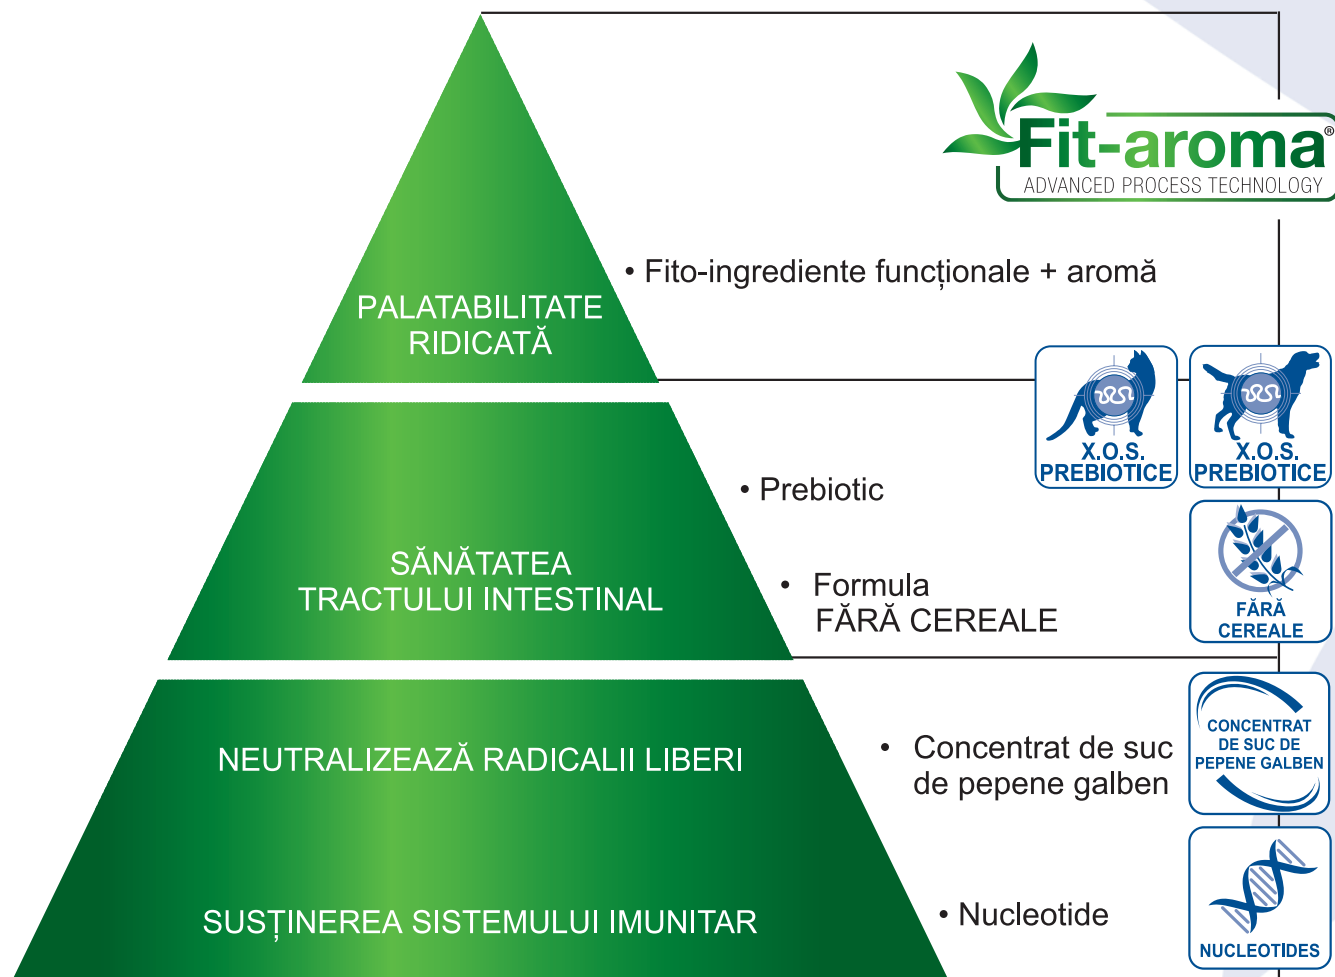 Fit-aroma®
ADVANCED PROCESS TECHNOLOGY
• Fito-ingrediente funcționale + aromă
PALATABILITATE
RIDICATĂ
X.O.S.
PREBIOTICE
X.O.S.
PREBIOTICE
• Prebiotic
SĂNĂTATEA
TRACTULUI INTESTINAL
• Formula
FĂRĂ CEREALE
FĂRĂ
CEREALE
NEUTRALIZEAZĂ RADICALII LIBERI
• Concentrat de suc
de pepene galben
CONCENTRAT
DE SUC DE
PEPENE GALBEN
SUSȚINEREA SISTEMULUI IMUNITAR
• Nucleotide
NUCLEOTIDES